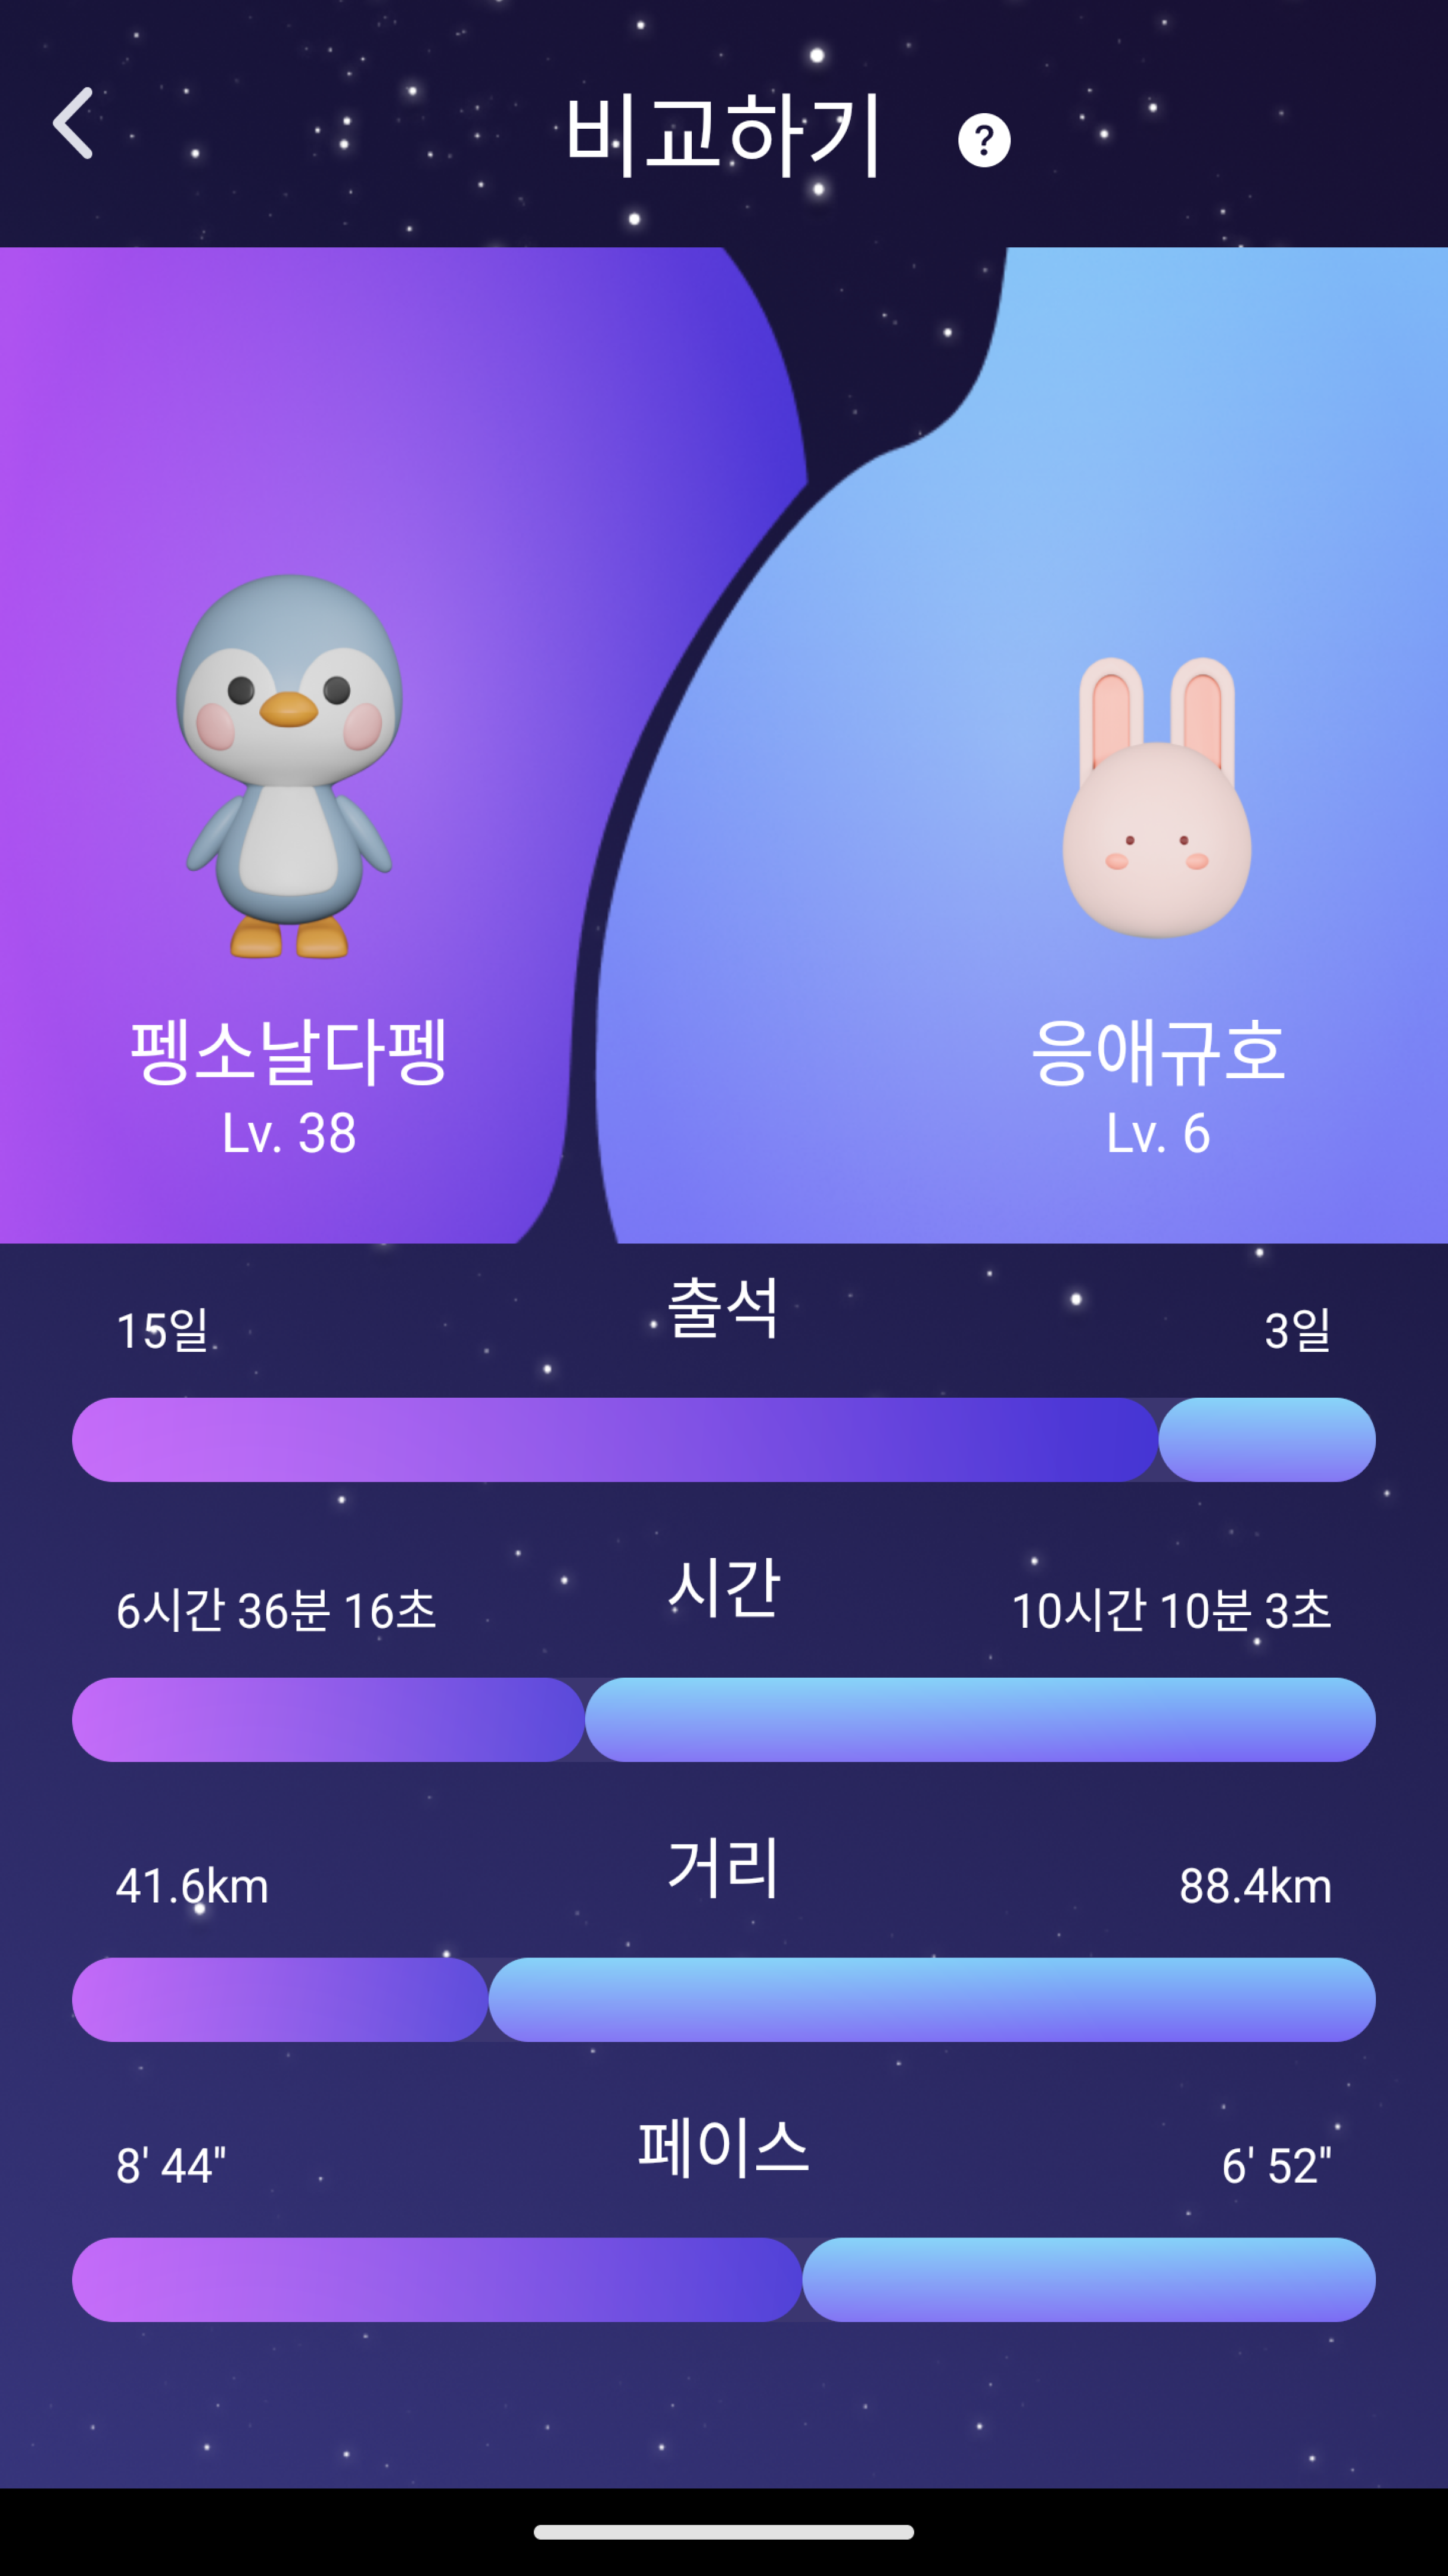 비교하기 ?
펭소날다펭
Lv. 38
응애규호
Lv. 6
출석
15일
3일
시간
6시간 36분 16초
10시간 10분 3초
거리
41.6km
88.4km
페이스
8' 44"
6' 52"